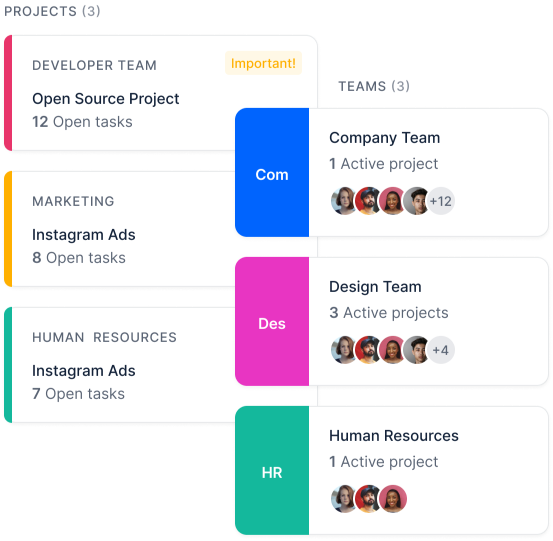 PROJECTS (3)
DEVELOPER TEAM
Important!
Open Source Project
12 Open tasks
MARKETING
Instagram Ads
8 Open tasks
HUMAN RESOURCES
Instagram Ads
7 Open tasks
TEAMS (3)
Com
Company Team
1 Active project
+12
Des
Design Team
3 Active projects
+4
HR
Human Resources
1 Active project